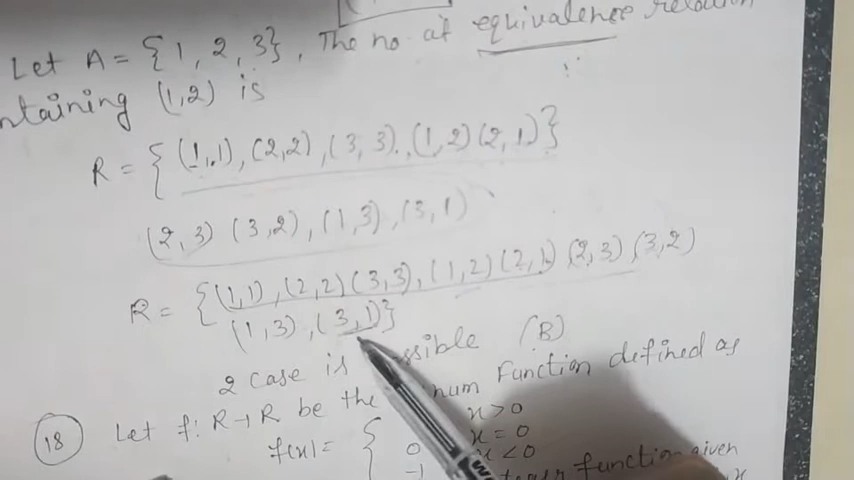 Let A = {1, 2, 3}, The no of equivalence relation
ntaining (1,2) is
R = {(1,1), (2,2), (3,3), (1,2) (2,1)}
(2,3) (3,2), (1,3), (3,1)
R = {(1,1), (2,2) (3,3), (1,2) (2,1) (2,3) (3,2)
(1,3), (3,1)}
2 case is ssible (B)
18 Let f: R→R be the num Function defined as
x>0
f(x) = { 0 x=0
-1 x<0
function given
x